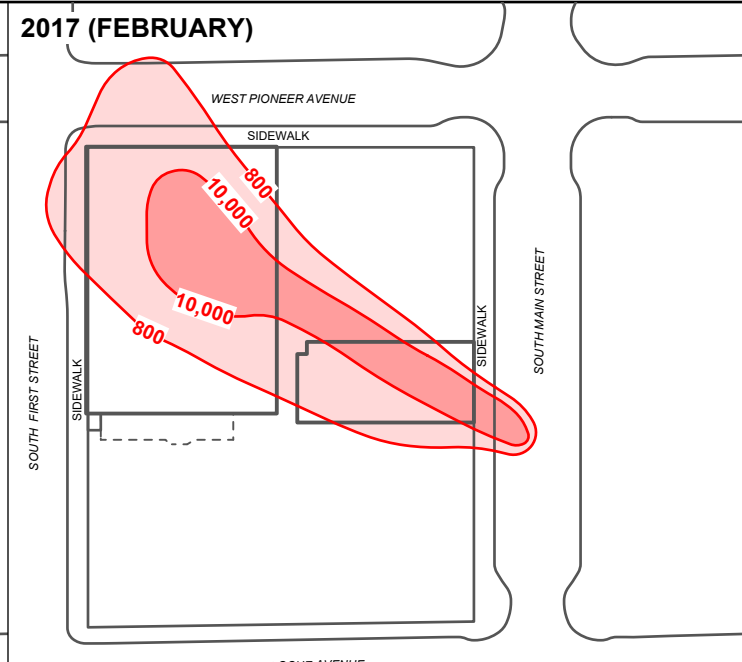 2017 (FEBRUARY)
WEST PIONEER AVENUE
SIDEWALK
800
10,000
10,000
800
SOUTH MAIN STREET
SIDEWALK
SOUTH FIRST STREET
SIDEWALK
AVENUE